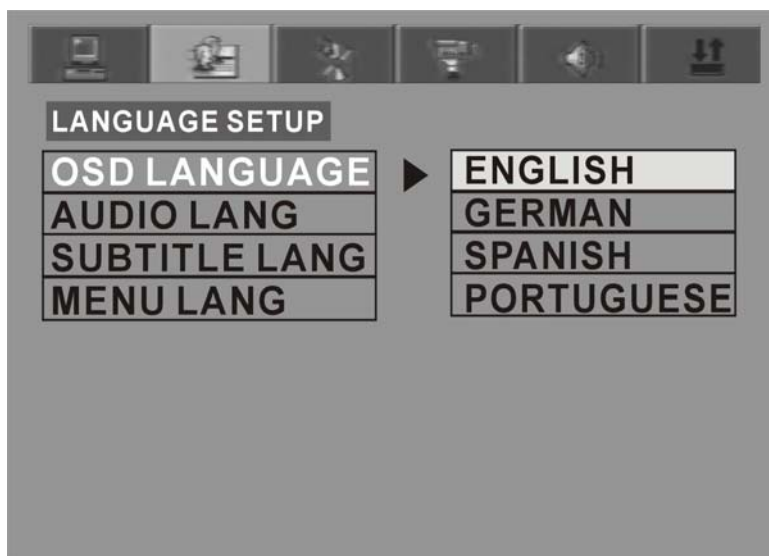 LANGUAGE SETUP
OSD LANGUAGE
AUDIO LANG
SUBTITLE LANG
MENU LANG
ENGLISH
GERMAN
SPANISH
PORTUGUESE